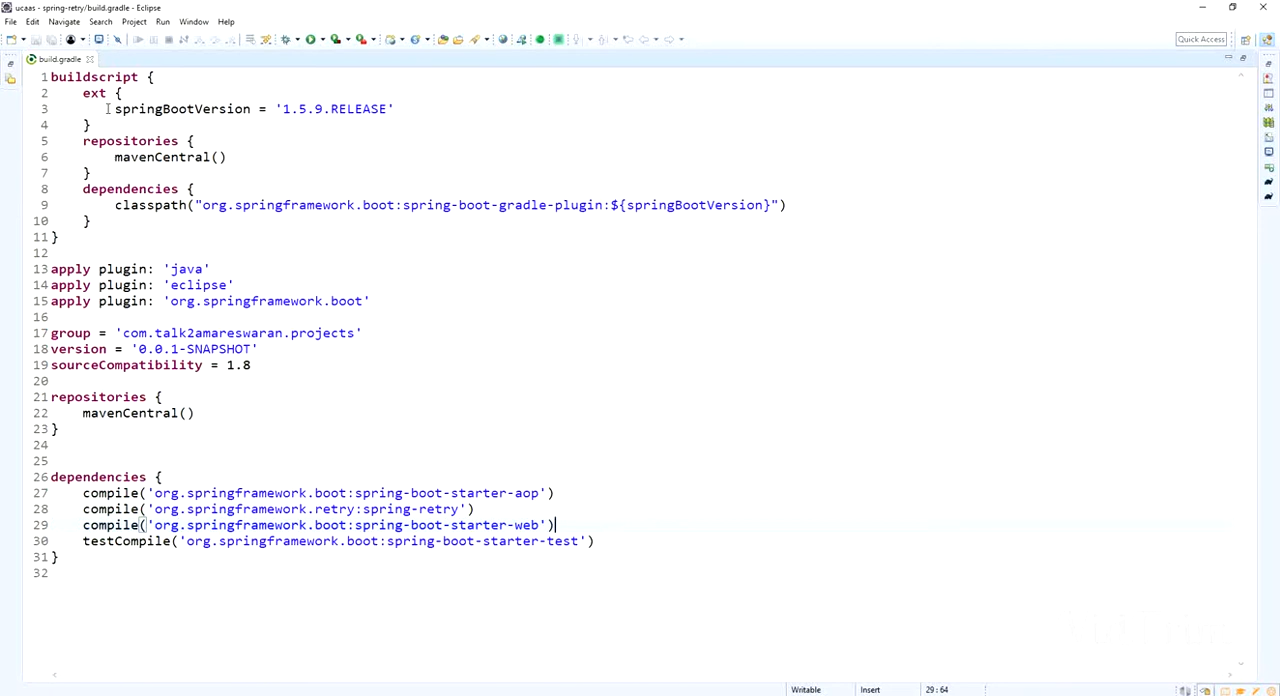 ucaas - spring-retry/build.gradle - Eclipse
File Edit Navigate Search Project Run Window Help
Quick Access
build.gradle
1 buildscript {
2 ext {
3 springBootVersion = '1.5.9.RELEASE'
4 }
5 repositories {
6 mavenCentral()
7 }
8 dependencies {
9 classpath("org.springframework.boot:spring-boot-gradle-plugin:${springBootVersion}")
10 }
11 }
12
13 apply plugin: 'java'
14 apply plugin: 'eclipse'
15 apply plugin: 'org.springframework.boot'
16
17 group = 'com.talk2amareswaran.projects'
18 version = '0.0.1-SNAPSHOT'
19 sourceCompatibility = 1.8
20
21 repositories {
22 mavenCentral()
23 }
24
25
26 dependencies {
27 compile('org.springframework.boot:spring-boot-starter-aop')
28 compile('org.springframework.retry:spring-retry')
29 compile('org.springframework.boot:spring-boot-starter-web')
30 testCompile('org.springframework.boot:spring-boot-starter-test')
31 }
32
Writable Insert 29:64